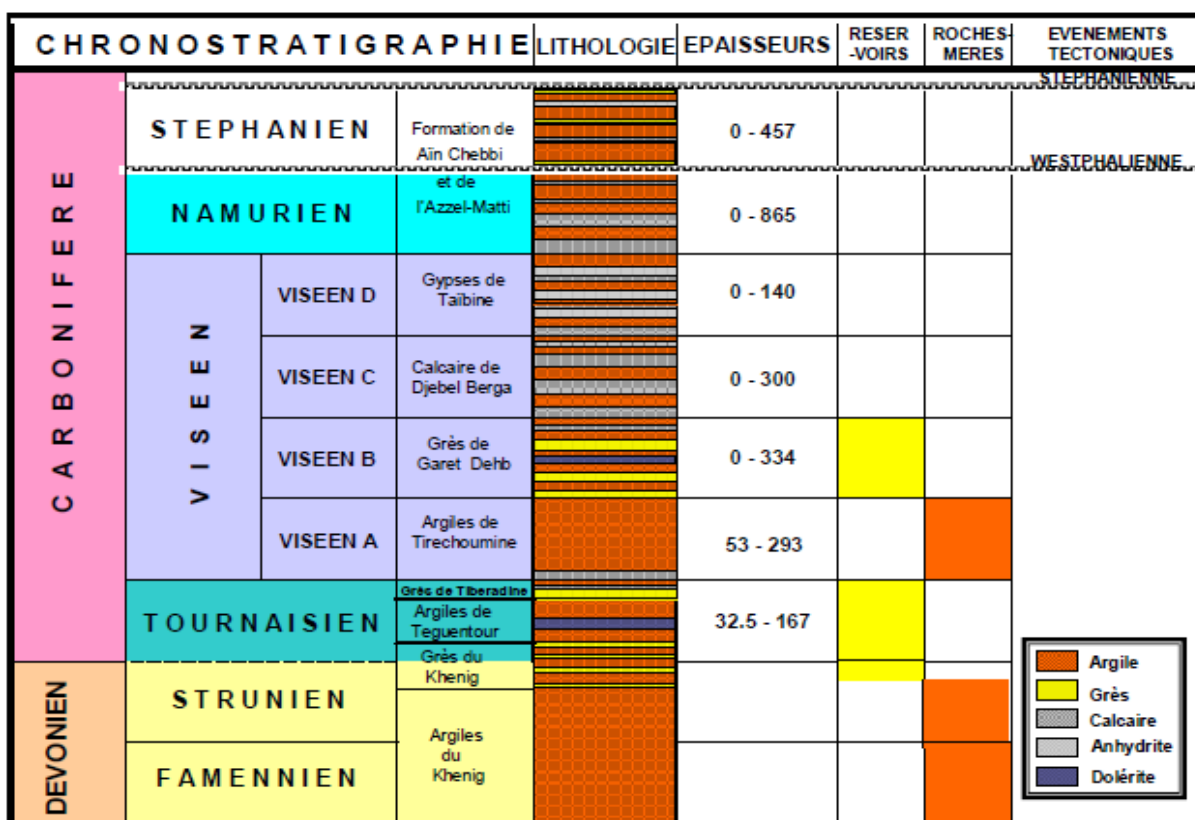 CHRONOSTRATIGRAPHIE
LITHOLOGIE
EPAISSEURS
RESER
-VOIRS
ROCHES-
MERES
EVENEMENTS
TECTONIQUES
STEPHANIENNE
CARBONIFERE
STEPHANIEN
Formation de
Aïn Chebbi
0 - 457
WESTPHALIENNE
NAMURIEN
et de
l'Azzel-Matti
0 - 865
VISEEN
VISEEN D
Gypses de
Taïbine
0 - 140
VISEEN C
Calcaire de
Djebel Berga
0 - 300
VISEEN B
Grès de
Garet Dehb
0 - 334
VISEEN A
Argiles de
Tirechoumine
53 - 293
TOURNAISIEN
Grès de Tiberadine
Argiles de
Teguentour
32.5 - 167
Grès du
Khenig
DEVONIEN
STRUNIEN
FAMENNIEN
Argiles
du
Khenig
Argile
Grès
Calcaire
Anhydrite
Dolérite